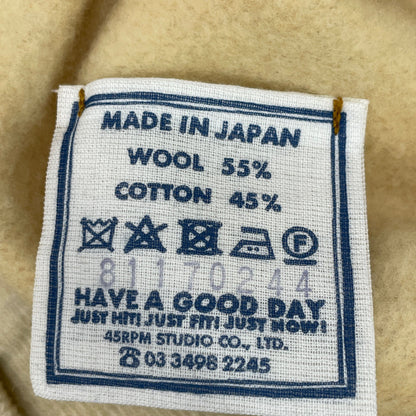 MADE IN JAPAN
WOOL 55%
COTTON 45%
F
81170244
HAVE A GOOD DAY
JUST HIT! JUST FIT! JUST NOW!
45RPM STUDIO CO., LTD.
☎ 03 3498 2245